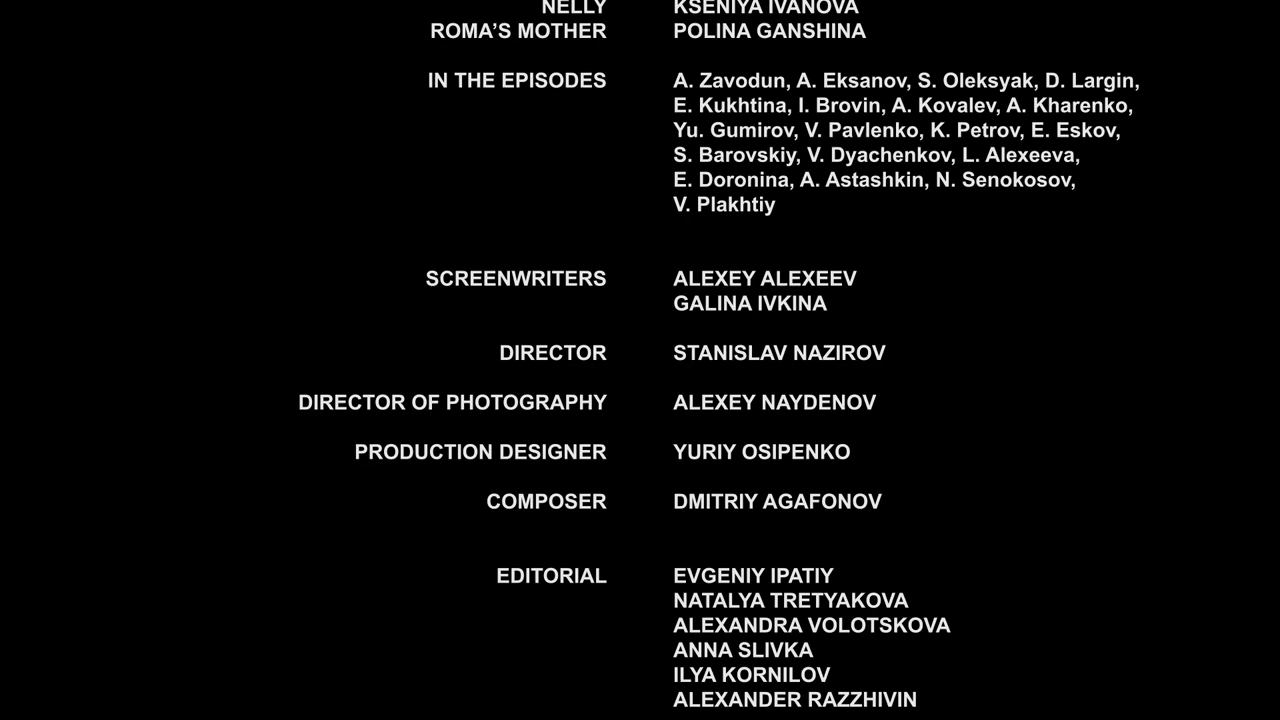 NELLY KSENIYA IVANOVA
ROMA’S MOTHER POLINA GANSHINA
IN THE EPISODES A. Zavodun, A. Eksanov, S. Oleksyak, D. Largin,
E. Kukhtina, I. Brovin, A. Kovalev, A. Kharenko,
Yu. Gumirov, V. Pavlenko, K. Petrov, E. Eskov,
S. Barovskiy, V. Dyachenkov, L. Alexeeva,
E. Doronina, A. Astashkin, N. Senokosov,
V. Plakhtiy
SCREENWRITERS ALEXEY ALEXEEV
GALINA IVKINA
DIRECTOR STANISLAV NAZIROV
DIRECTOR OF PHOTOGRAPHY ALEXEY NAYDENOV
PRODUCTION DESIGNER YURIY OSIPENKO
COMPOSER DMITRIY AGAFONOV
EDITORIAL EVGENIY IPATIY
NATALYA TRETYAKOVA
ALEXANDRA VOLOTSKOVA
ANNA SLIVKA
ILYA KORNILOV
ALEXANDER RAZZHIVIN